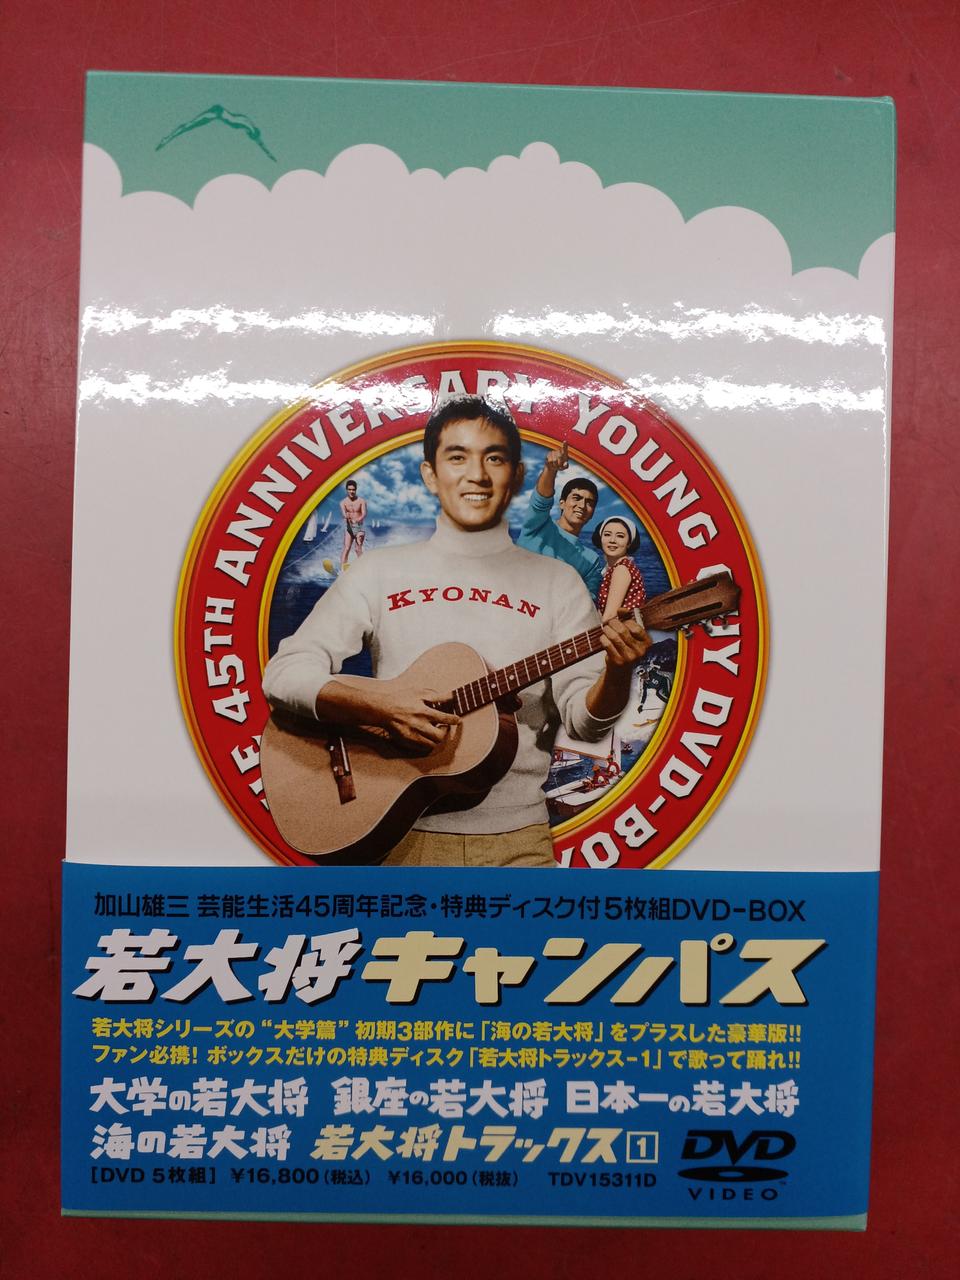 45TH ANNIVERSARY YOUNG GUY DVD-BOX
KYONAN
加山雄三 芸能生活45周年記念・特典ディスク付5枚組DVD-BOX
若大将キャンパス
若大将シリーズの“大学篇”初期3部作に「海の若大将」をプラスした豪華版!!
ファン必携！ボックスだけの特典ディスク「若大将トラックス-1」で歌って踊れ!!
大学の若大将 銀座の若大将 日本一の若大将
海の若大将 若大将トラックス1
[DVD 5枚組] ¥16,800(税込) ¥16,000(税抜) TDV15311D
DVD
VIDEO